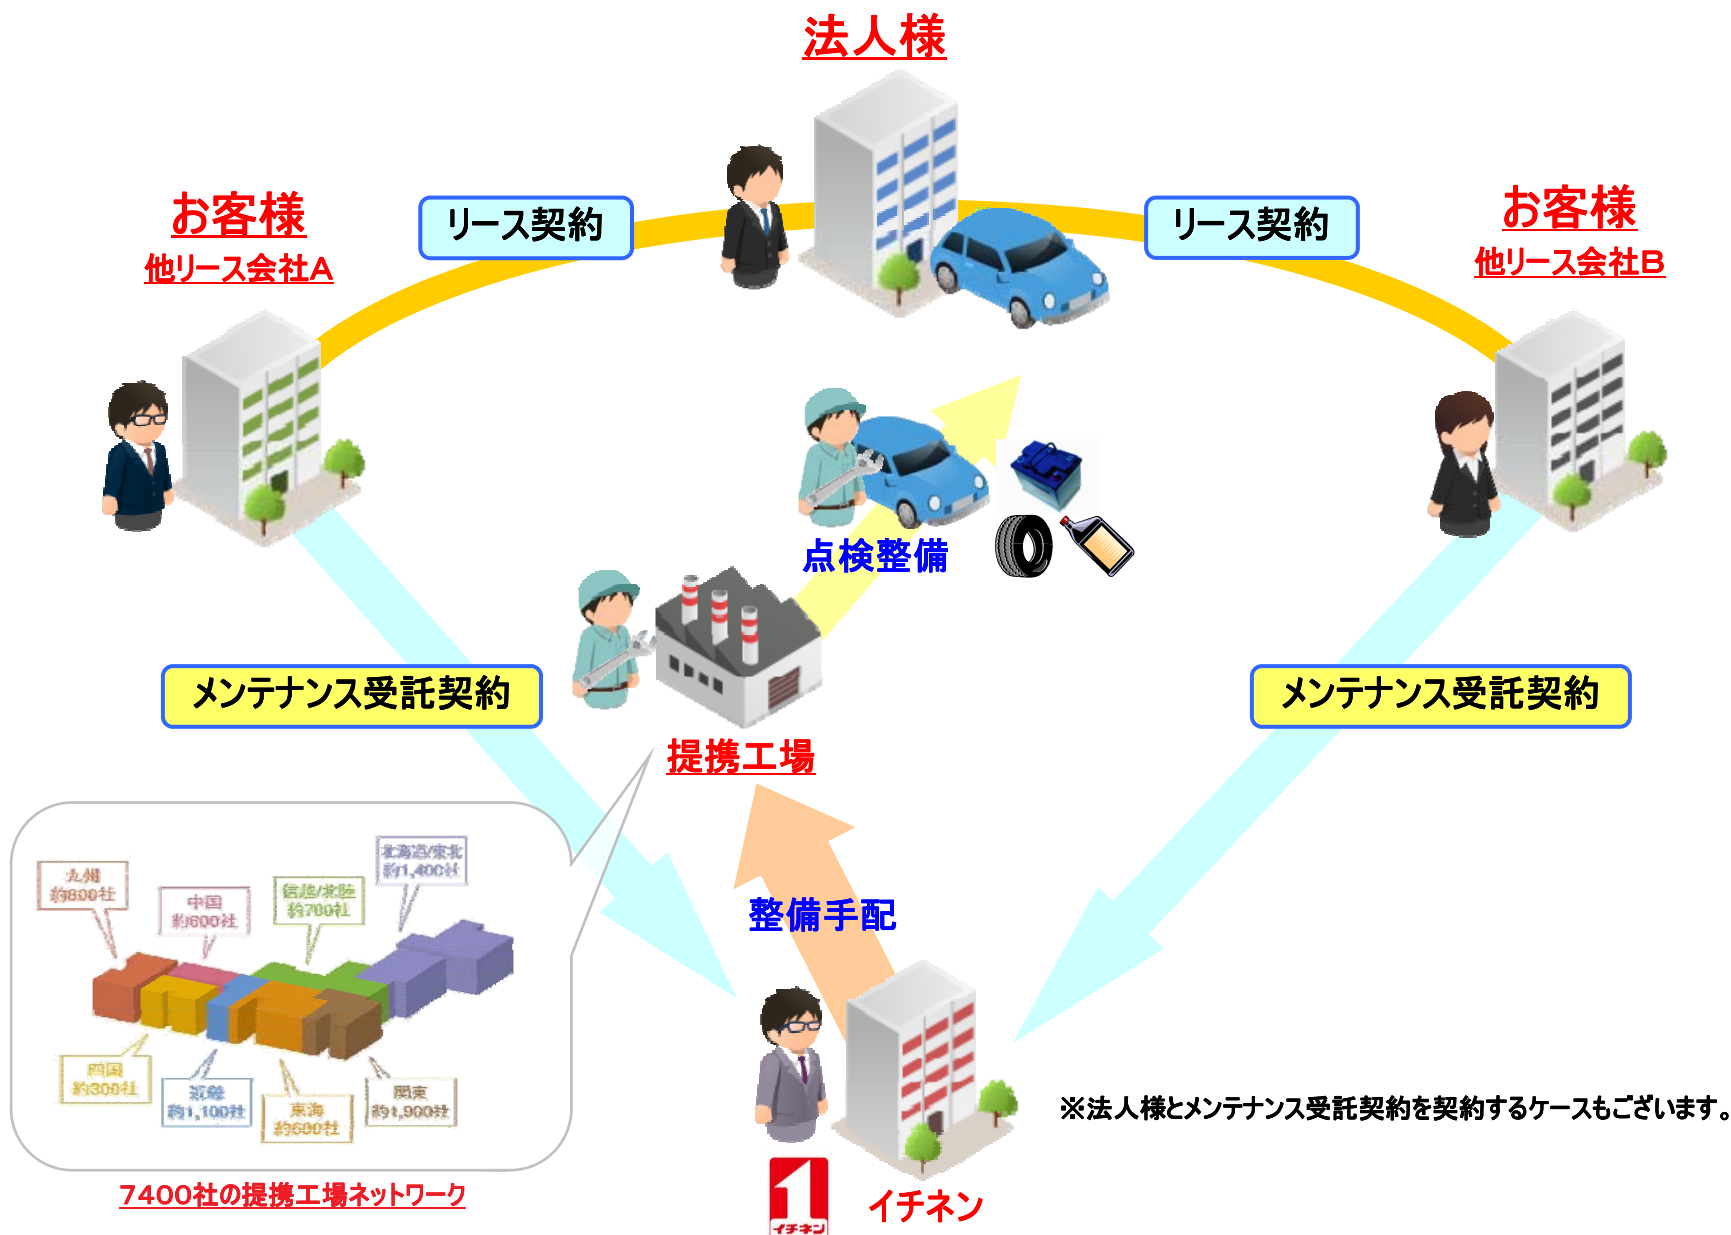 法人様
お客様
他リース会社A
リース契約
リース契約
お客様
他リース会社B
点検整備
メンテナンス受託契約
メンテナンス受託契約
提携工場
北海道/東北
約1,400社
九州
約800社
中国
約600社
信越/北陸
約700社
整備手配
四国
約300社
近畿
約1,100社
東海
約600社
関東
約1,900社
※法人様とメンテナンス受託契約を契約するケースもございます。
7400社の提携工場ネットワーク
イチネン
イチネン